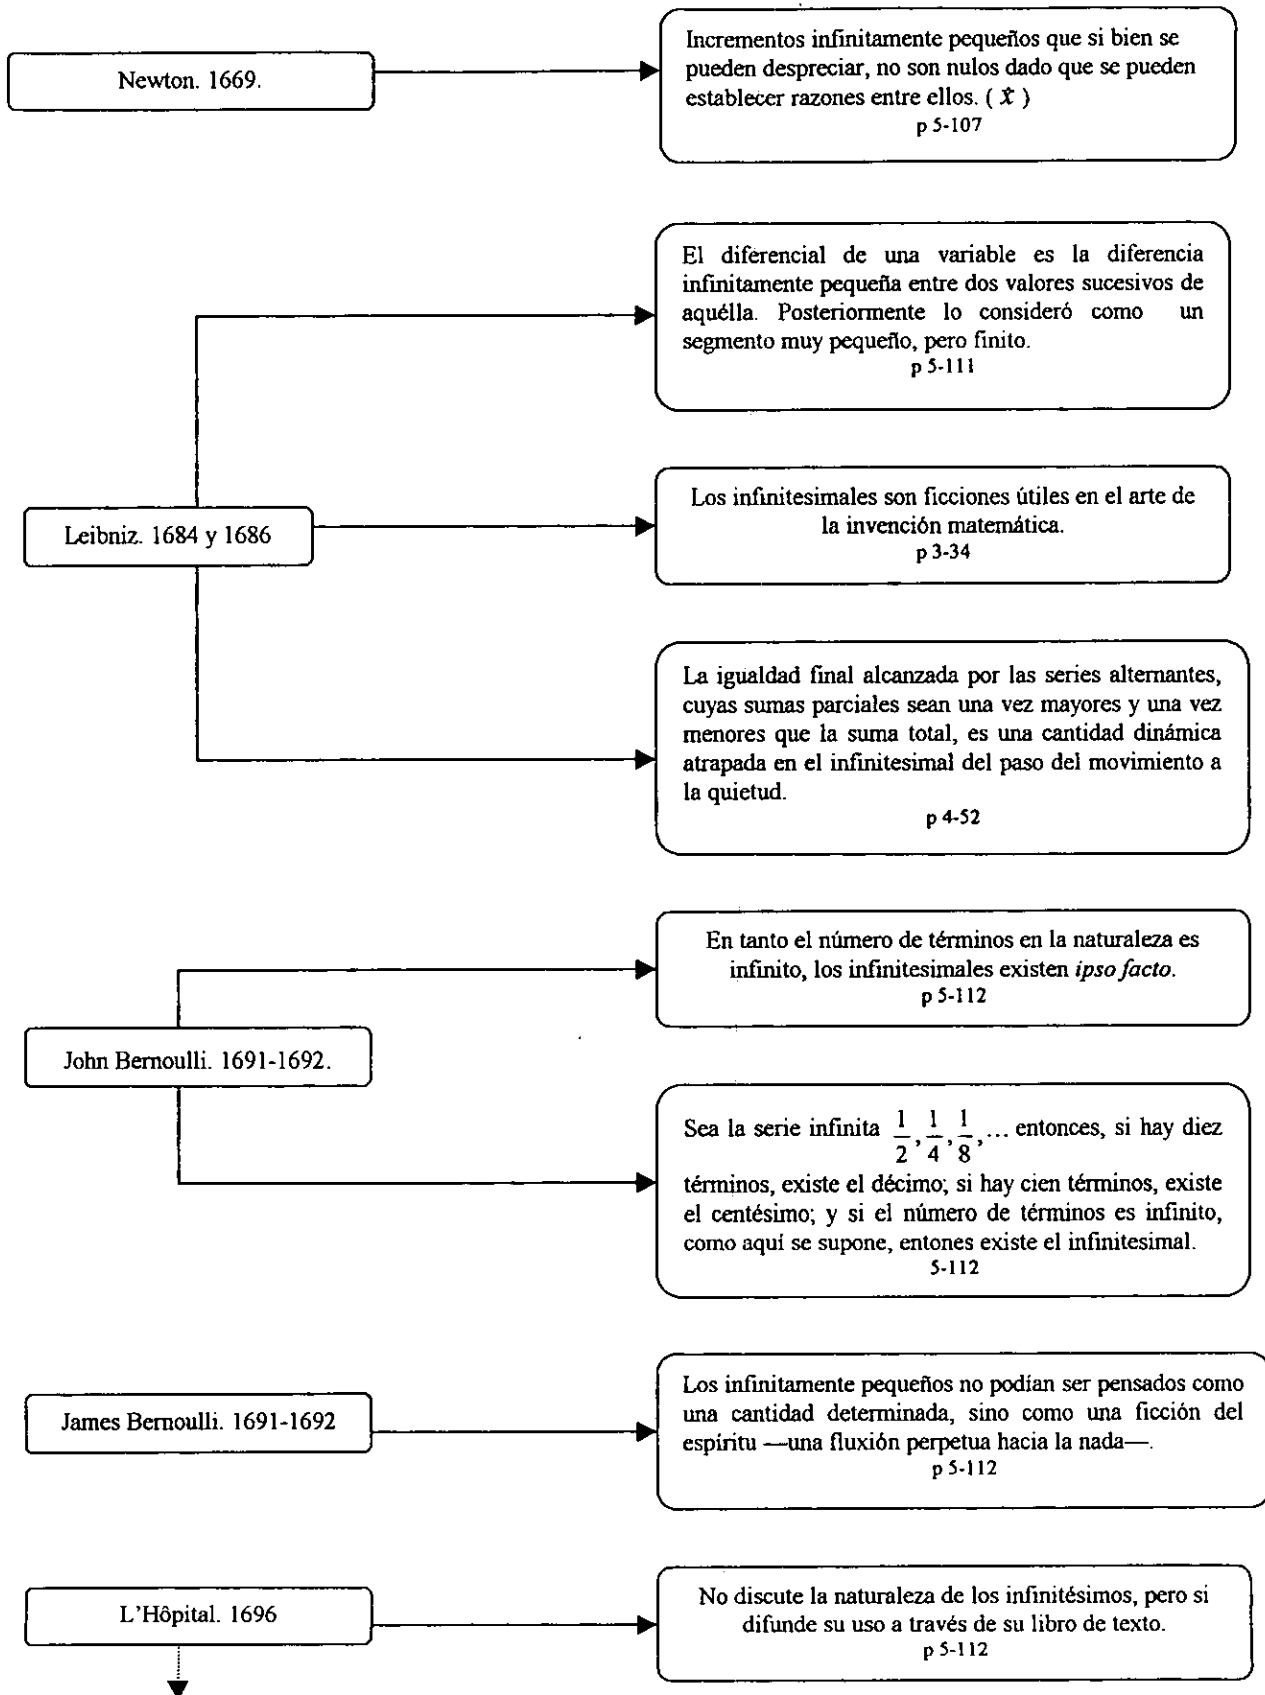 Newton. 1669.
Incrementos infinitamente pequeños que si bien se
pueden despreciar, no son nulos dado que se pueden
establecer razones entre ellos. ( ẋ )
p 5-107
El diferencial de una variable es la diferencia
infinitamente pequeña entre dos valores sucesivos de
aquélla. Posteriormente lo consideró como un
segmento muy pequeño, pero finito.
p 5-111
Leibniz. 1684 y 1686
Los infinitesimales son ficciones útiles en el arte de
la invención matemática.
p 3-34
La igualdad final alcanzada por las series alternantes,
cuyas sumas parciales sean una vez mayores y una vez
menores que la suma total, es una cantidad dinámica
atrapada en el infinitesimal del paso del movimiento a
la quietud.
p 4-52
John Bernoulli. 1691-1692.
En tanto el número de términos en la naturaleza es
infinito, los infinitesimales existen ipso facto.
p 5-112
Sea la serie infinita 1/2, 1/4, 1/8, ... entonces, si hay diez
términos, existe el décimo; si hay cien términos, existe
el centésimo; y si el número de términos es infinito,
como aquí se supone, entones existe el infinitesimal.
5-112
James Bernoulli. 1691-1692
Los infinitamente pequeños no podían ser pensados como
una cantidad determinada, sino como una ficción del
espíritu —una fluxión perpetua hacia la nada—.
p 5-112
L'Hôpital. 1696
No discute la naturaleza de los infinitésimos, pero si
difunde su uso a través de su libro de texto.
p 5-112